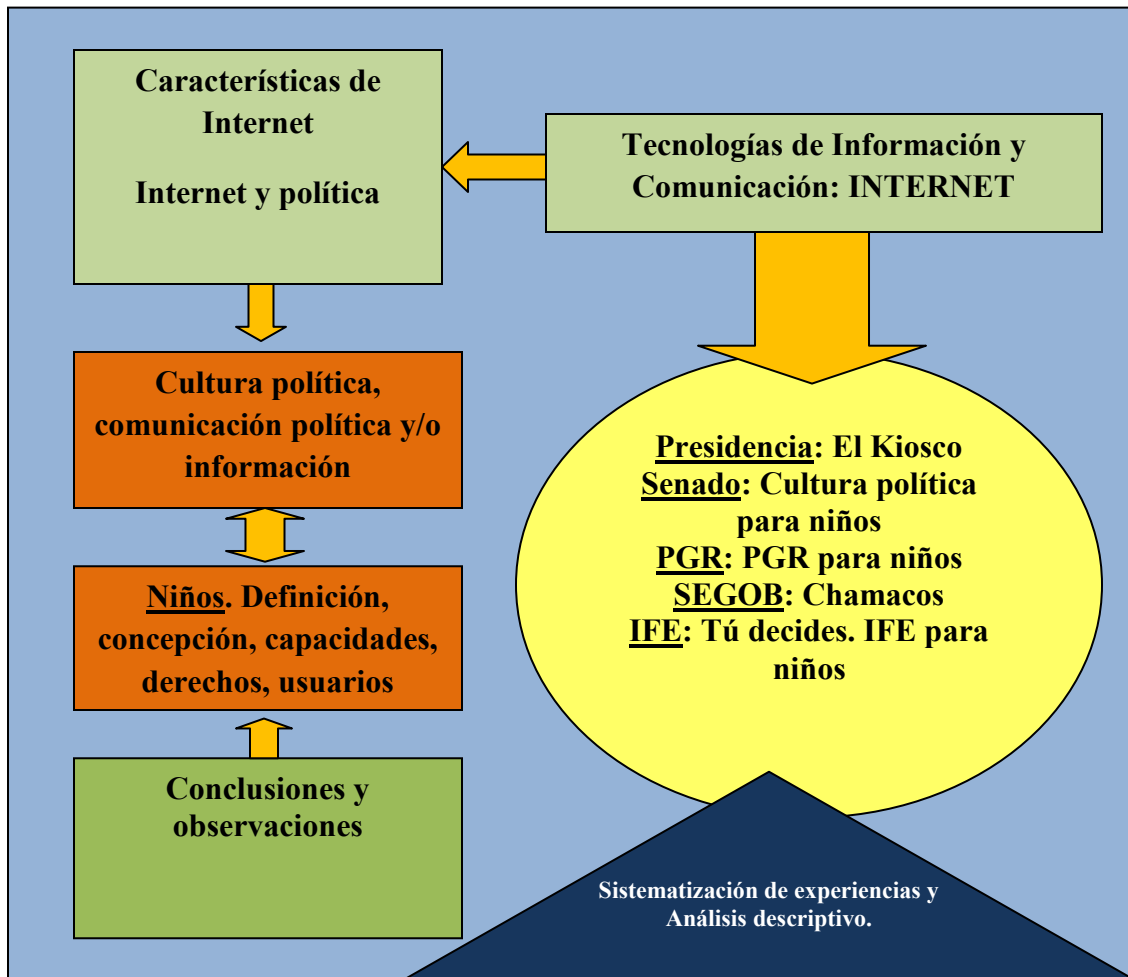 Características de
Internet
Internet y política
Tecnologías de Información y
Comunicación: INTERNET
Cultura política,
comunicación política y/o
información
Niños. Definición,
concepción, capacidades,
derechos, usuarios
Conclusiones y
observaciones
Presidencia: El Kiosco
Senado: Cultura política
para niños
PGR: PGR para niños
SEGOB: Chamacos
IFE: Tú decides. IFE para
niños
Sistematización de experiencias y
Análisis descriptivo.